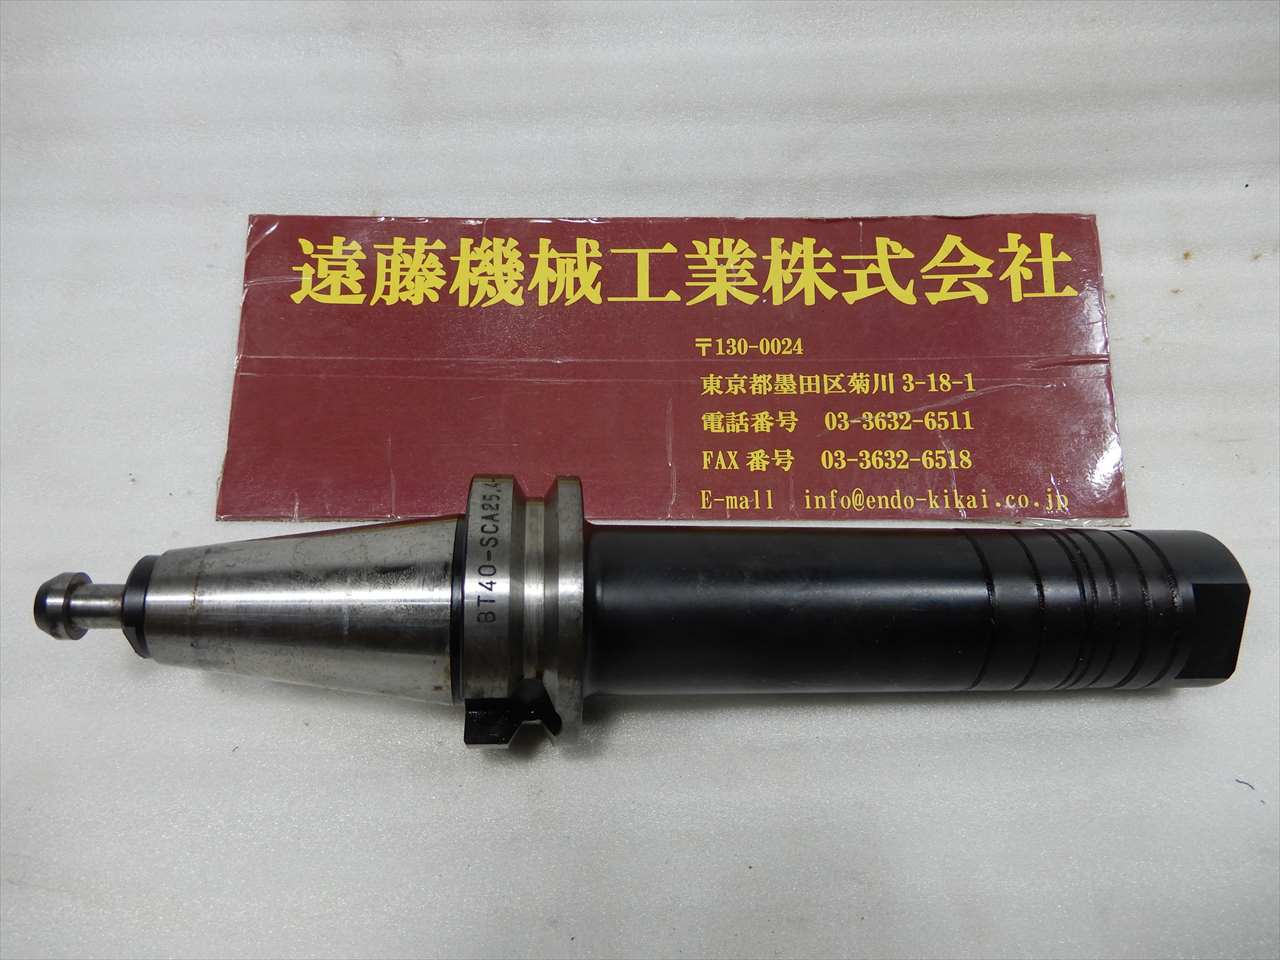 遠藤機械工業株式会社
〒130-0024
東京都墨田区菊川 3-18-1
電話番号 03-3632-6511
FAX 番号 03-3632-6518
E-mall info@endo-kikai.co.jp
BT40-SCA25.4-